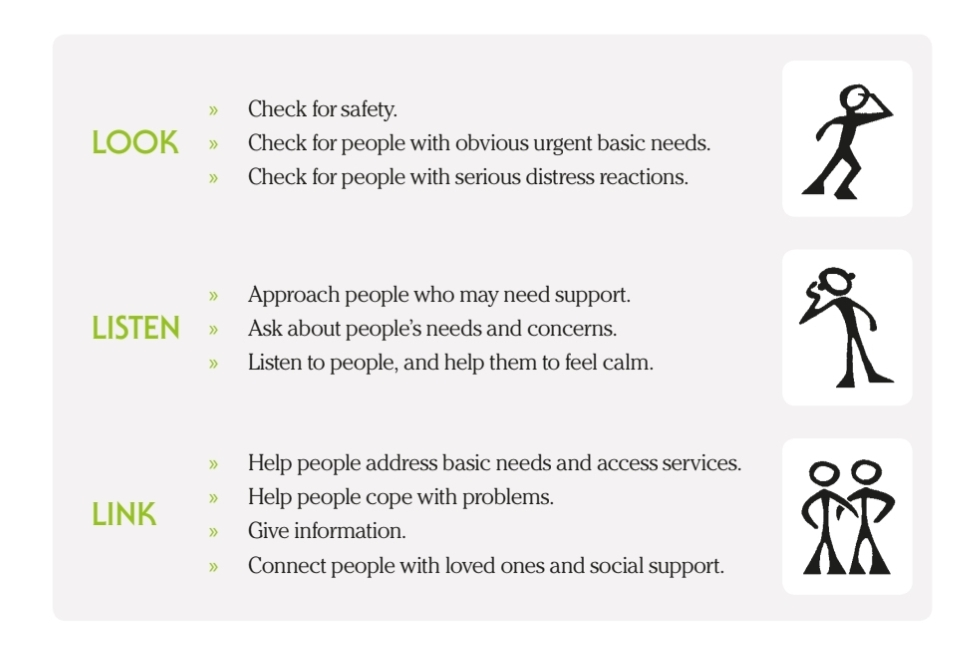 LOOK
» Check for safety.
» Check for people with obvious urgent basic needs.
» Check for people with serious distress reactions.
LISTEN
» Approach people who may need support.
» Ask about people’s needs and concerns.
» Listen to people, and help them to feel calm.
LINK
» Help people address basic needs and access services.
» Help people cope with problems.
» Give information.
» Connect people with loved ones and social support.